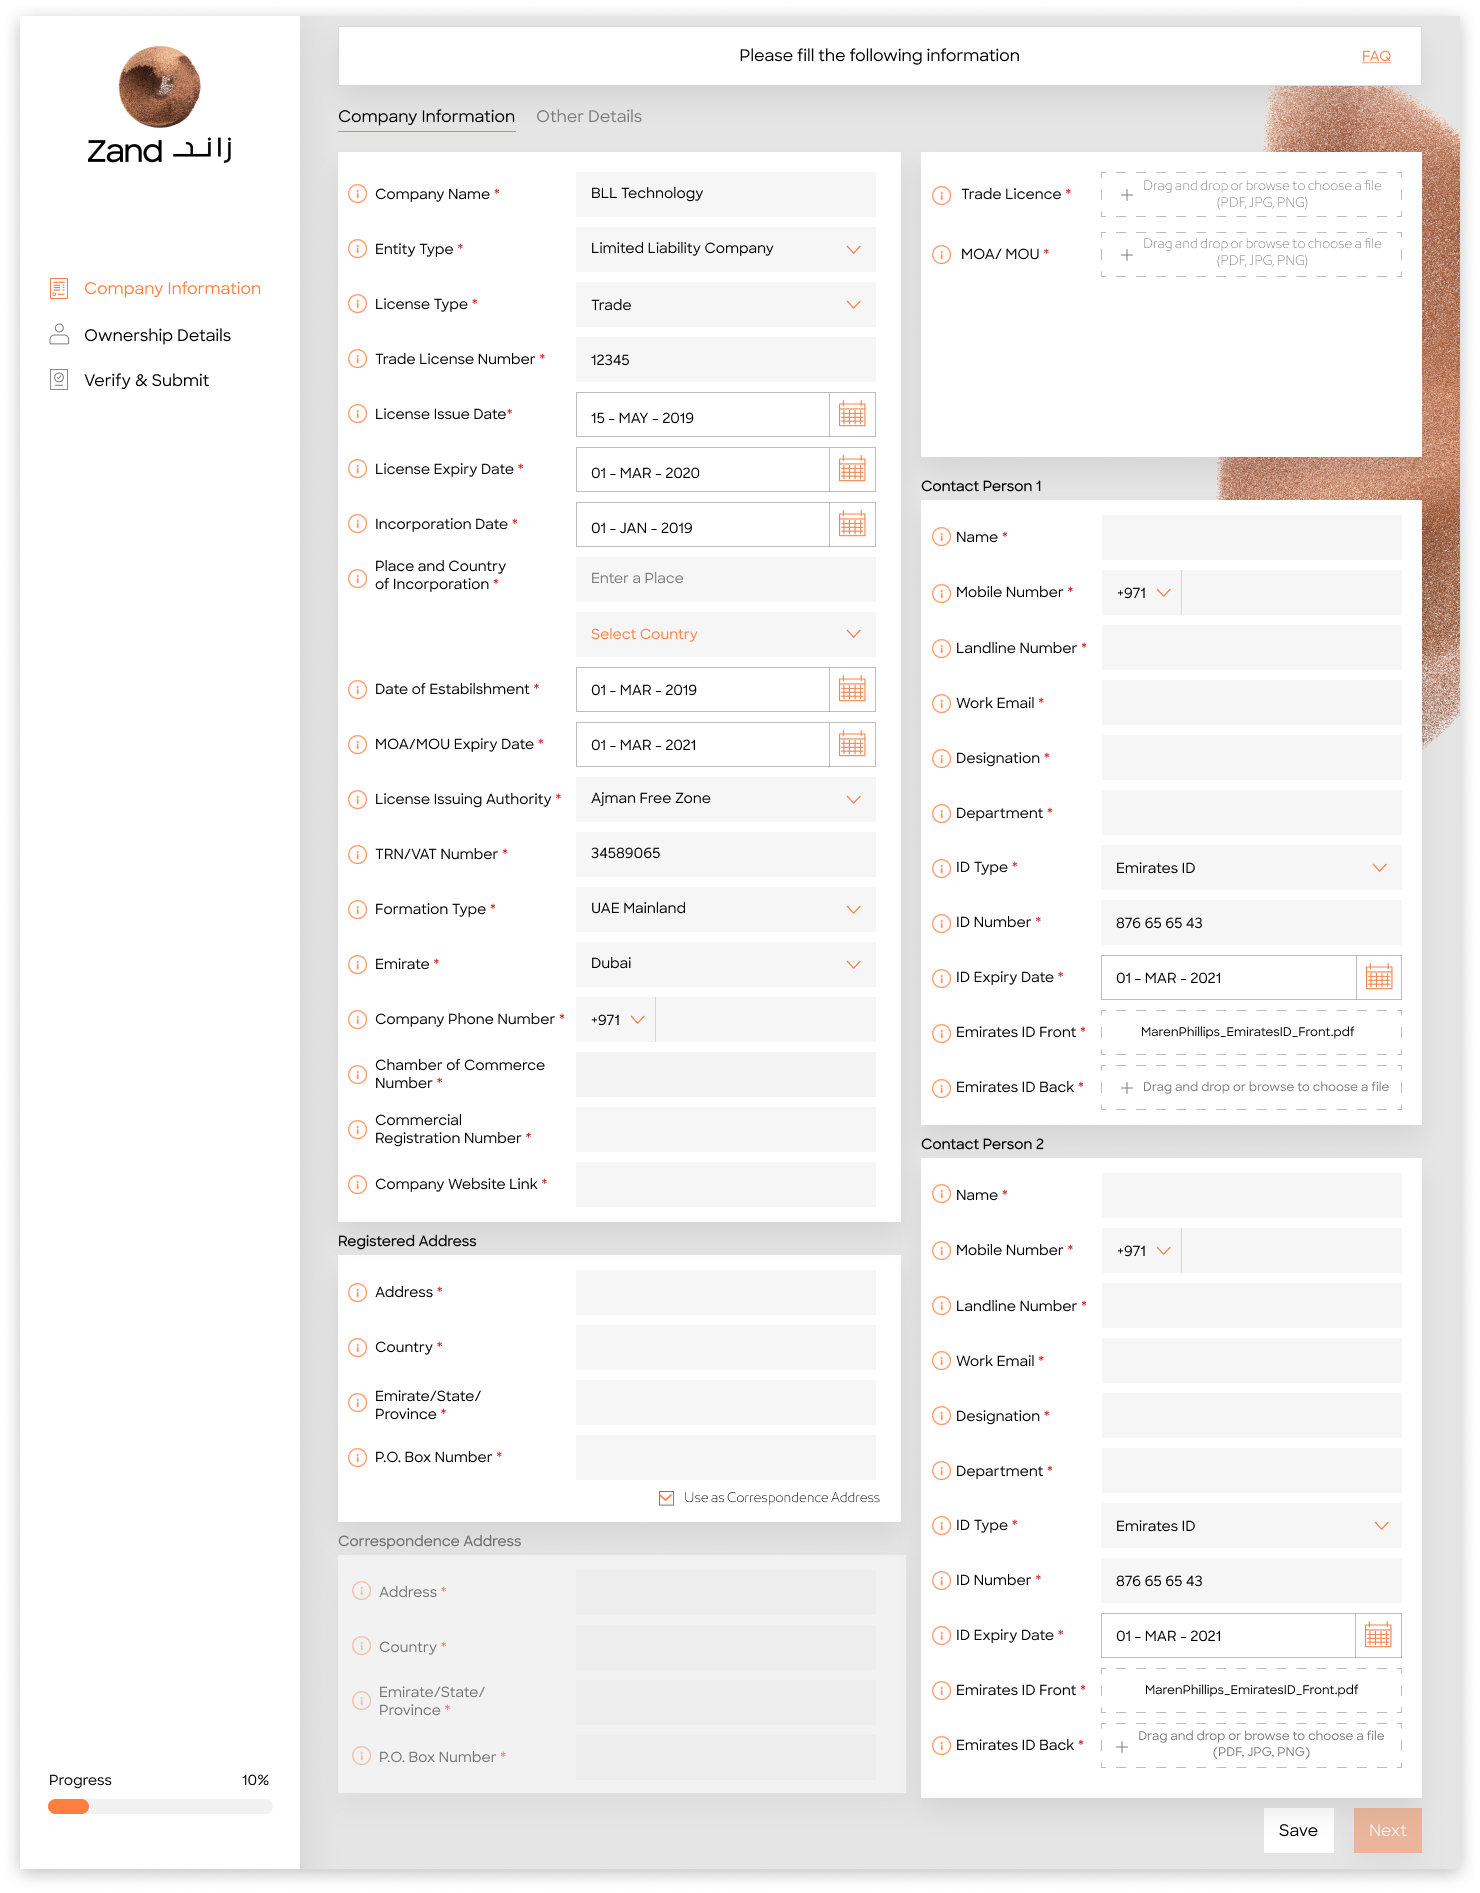 Zand زاند
Company Information
Ownership Details
Verify & Submit
Progress 10%
Please fill the following information FAQ
Company Information Other Details
Company Name * BLL Technology
Entity Type * Limited Liability Company
License Type * Trade
Trade License Number * 12345
License Issue Date* 15 - MAY - 2019
License Expiry Date * 01 - MAR - 2020
Incorporation Date * 01 - JAN - 2019
Place and Country
of Incorporation * Enter a Place
Select Country
Date of Estabilshment * 01 - MAR - 2019
MOA/MOU Expiry Date * 01 - MAR - 2021
License Issuing Authority * Ajman Free Zone
TRN/VAT Number * 34589065
Formation Type * UAE Mainland
Emirate * Dubai
Company Phone Number * +971
Chamber of Commerce
Number *
Commercial
Registration Number *
Company Website Link *
Registered Address
Address *
Country *
Emirate/State/
Province *
P.O. Box Number *
Use as Correspondence Address
Correspondence Address
Address *
Country *
Emirate/State/
Province *
P.O. Box Number *
Trade Licence * Drag and drop or browse to choose a file
(PDF, JPG, PNG)
MOA/ MOU * Drag and drop or browse to choose a file
(PDF, JPG, PNG)
Contact Person 1
Name *
Mobile Number * +971
Landline Number *
Work Email *
Designation *
Department *
ID Type * Emirates ID
ID Number * 876 65 65 43
ID Expiry Date * 01 - MAR - 2021
Emirates ID Front * MarenPhillips_EmiratesID_Front.pdf
Emirates ID Back * Drag and drop or browse to choose a file
Contact Person 2
Name *
Mobile Number * +971
Landline Number *
Work Email *
Designation *
Department *
ID Type * Emirates ID
ID Number * 876 65 65 43
ID Expiry Date * 01 - MAR - 2021
Emirates ID Front * MarenPhillips_EmiratesID_Front.pdf
Emirates ID Back * Drag and drop or browse to choose a file
(PDF, JPG, PNG)
Save Next